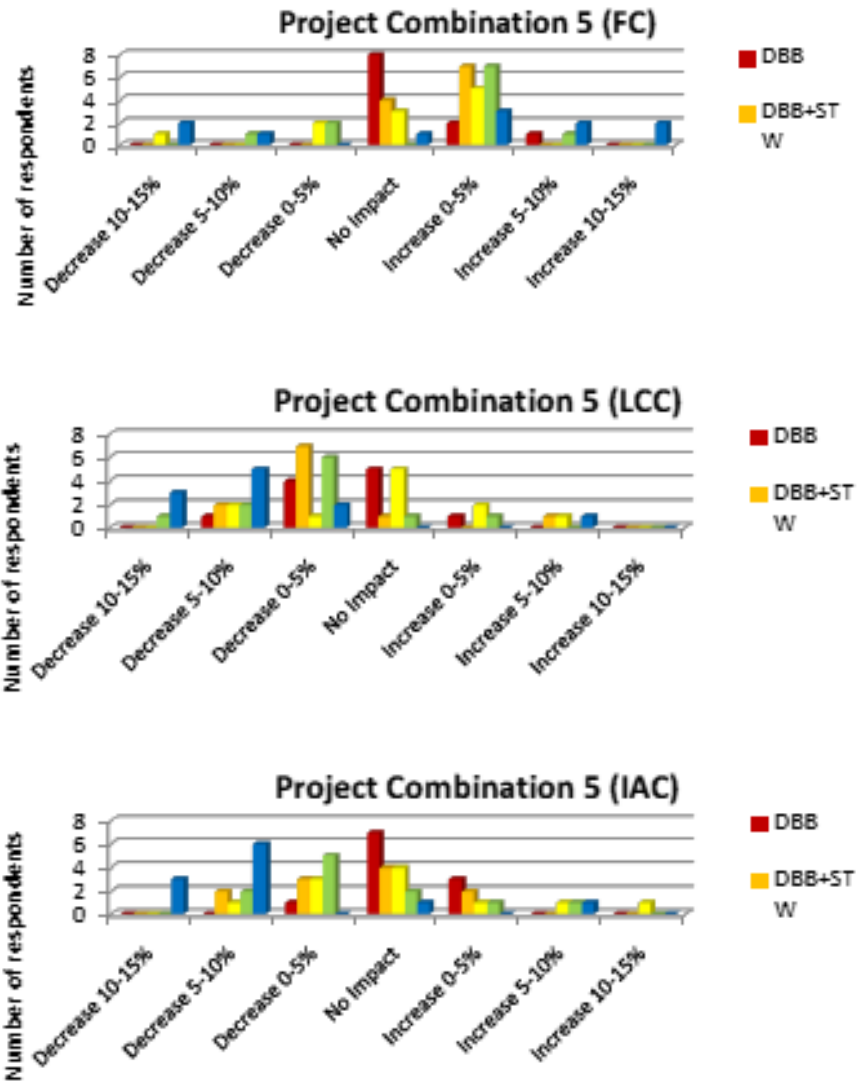 Project Combination 5 (FC)
Number of respondents
8
6
4
2
0
Decrease 10-15%
Decrease 5-10%
Decrease 0-5%
No Impact
Increase 0-5%
Increase 5-10%
Increase 10-15%
DBB
DBB+ST
W
Project Combination 5 (LCC)
Number of respondents
8
6
4
2
0
Decrease 10-15%
Decrease 5-10%
Decrease 0-5%
No Impact
Increase 0-5%
Increase 5-10%
Increase 10-15%
DBB
DBB+ST
W
Project Combination 5 (IAC)
Number of respondents
8
6
4
2
0
Decrease 10-15%
Decrease 5-10%
Decrease 0-5%
No Impact
Increase 0-5%
Increase 5-10%
Increase 10-15%
DBB
DBB+ST
W